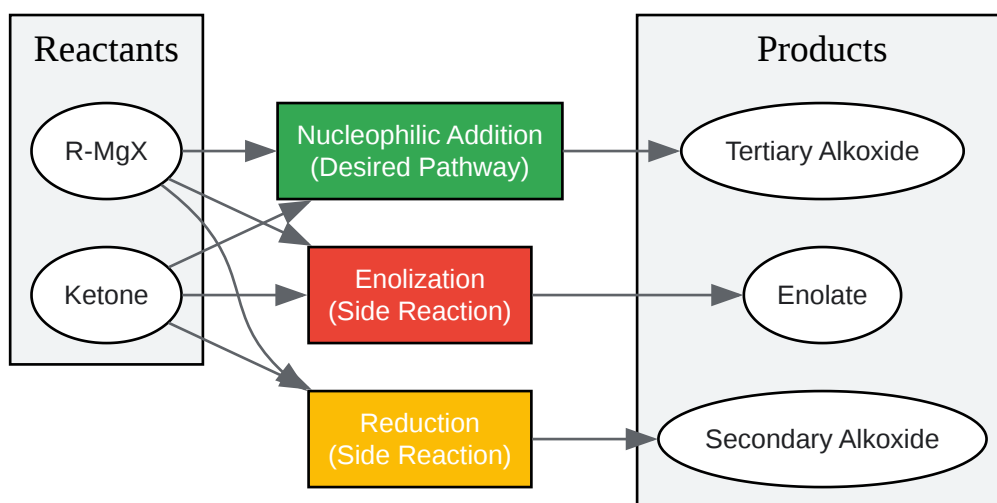 Reactants
Products
R-MgX
Nucleophilic Addition
(Desired Pathway)
Tertiary Alkoxide
Ketone
Enolization
(Side Reaction)
Enolate
Reduction
(Side Reaction)
Secondary Alkoxide